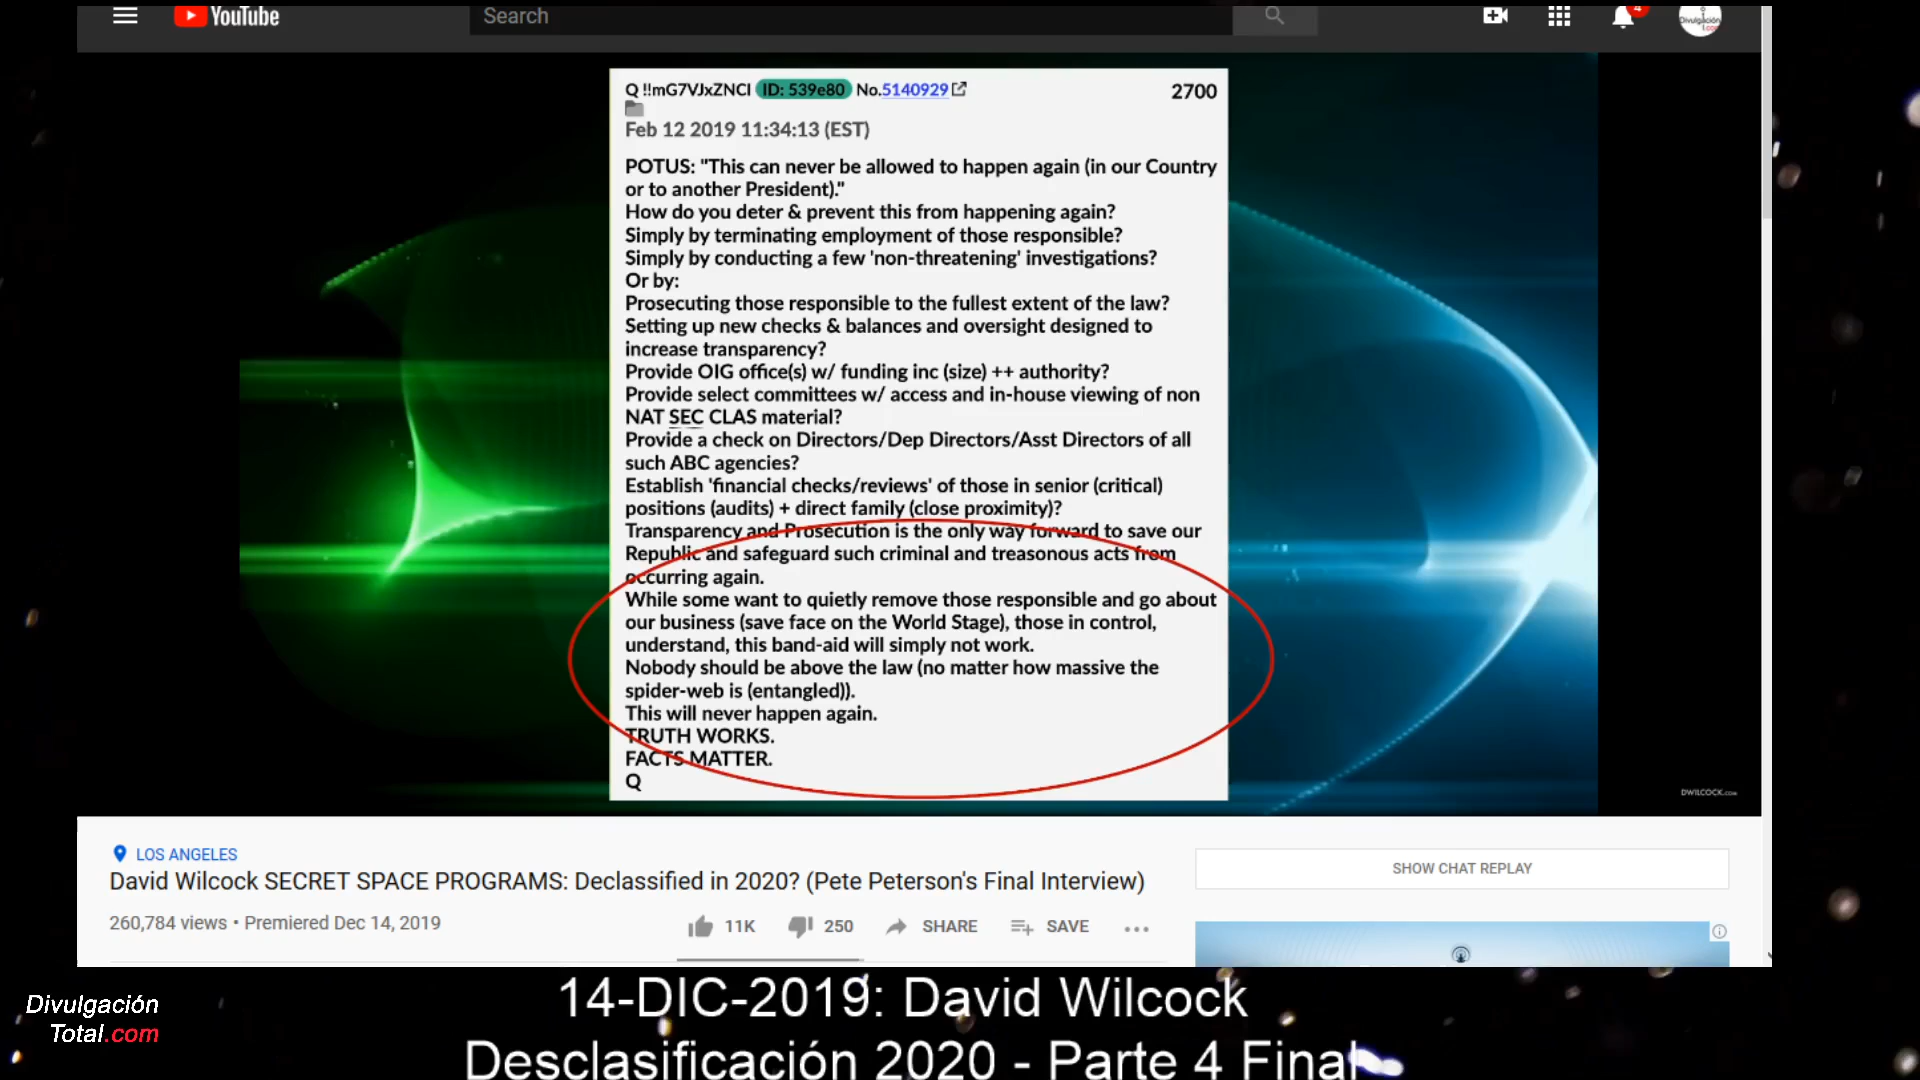 YouTube
Search
4
Divulgación
Q !!mG7VJxZNCI ID: 539e80 No.5140929 2700
Feb 12 2019 11:34:13 (EST)
POTUS: "This can never be allowed to happen again (in our Country
or to another President)."
How do you deter & prevent this from happening again?
Simply by terminating employment of those responsible?
Simply by conducting a few 'non-threatening' investigations?
Or by:
Prosecuting those responsible to the fullest extent of the law?
Setting up new checks & balances and oversight designed to
increase transparency?
Provide OIG office(s) w/ funding inc (size) ++ authority?
Provide select committees w/ access and in-house viewing of non
NAT SEC CLAS material?
Provide a check on Directors/Dep Directors/Asst Directors of all
such ABC agencies?
Establish 'financial checks/reviews' of those in senior (critical)
positions (audits) + direct family (close proximity)?
Transparency and Prosecution is the only way forward to save our
Republic and safeguard such criminal and treasonous acts from
occurring again.
While some want to quietly remove those responsible and go about
our business (save face on the World Stage), those in control,
understand, this band-aid will simply not work.
Nobody should be above the law (no matter how massive the
spider-web is (entangled)).
This will never happen again.
TRUTH WORKS.
FACTS MATTER.
Q
DWILCOCK.COM
LOS ANGELES
David Wilcock SECRET SPACE PROGRAMS: Declassified in 2020? (Pete Peterson's Final Interview)
260,784 views • Premiered Dec 14, 2019
11K 250 SHARE SAVE
SHOW CHAT REPLAY
Divulgación
Total.com
14-DIC-2019: David Wilcock
Desclasificación 2020 - Parte 4 Final